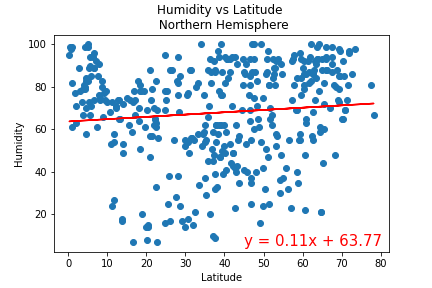 Humidity vs Latitude
Northern Hemisphere
100
80
60
40
20
Humidity
y = 0.11x + 63.77
0 10 20 30 40 50 60 70 80
Latitude